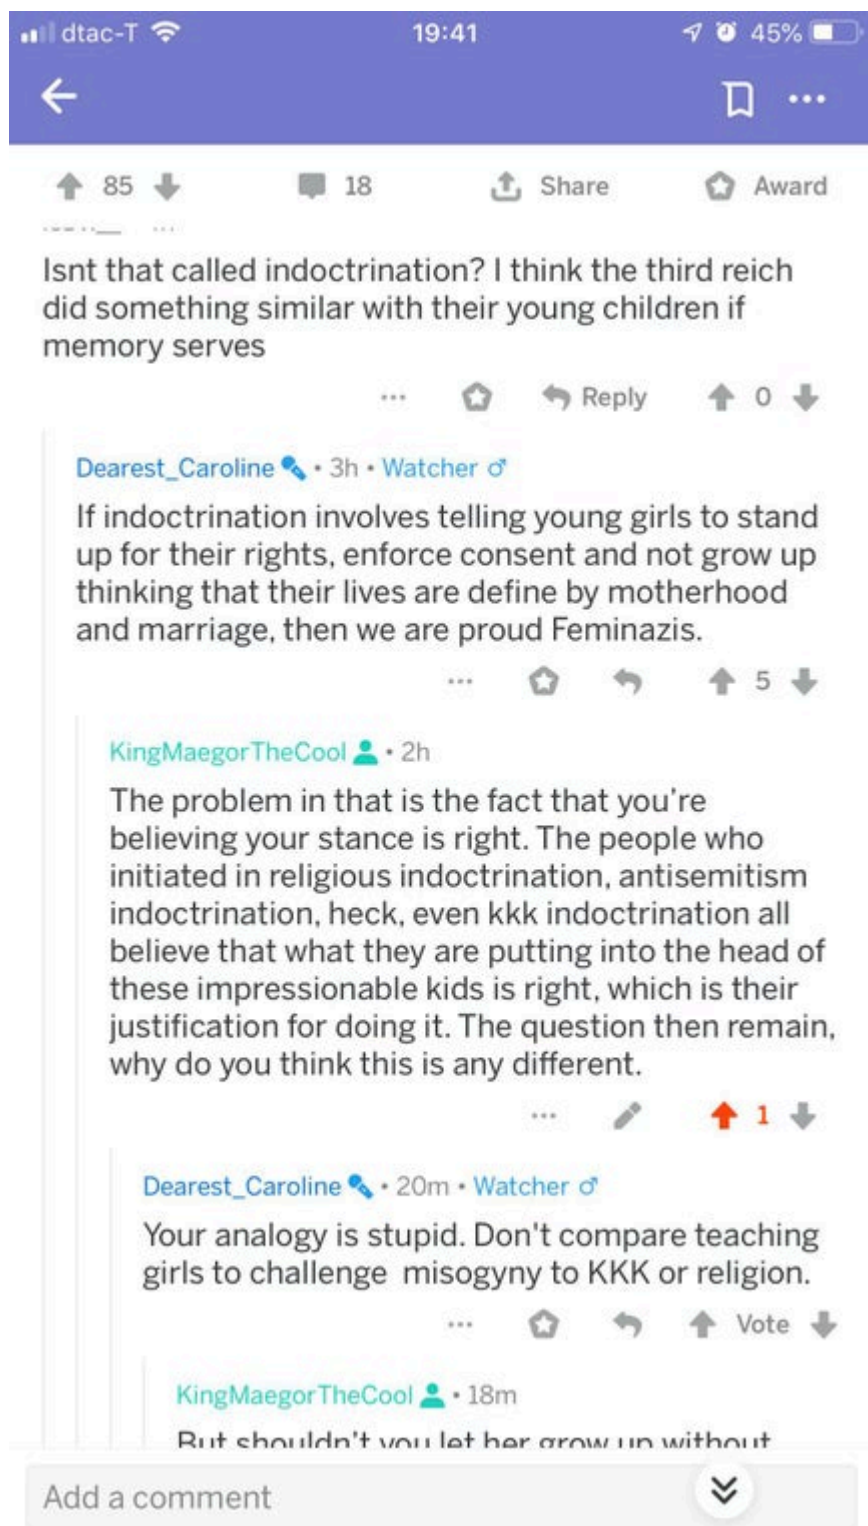 dtac-T 19:41 45%
85 18 Share Award
Isnt that called indoctrination? I think the third reich
did something similar with their young children if
memory serves
Reply 0
Dearest_Caroline • 3h • Watcher ♂
If indoctrination involves telling young girls to stand
up for their rights, enforce consent and not grow up
thinking that their lives are define by motherhood
and marriage, then we are proud Feminazis.
5
KingMaegorTheCool • 2h
The problem in that is the fact that you're
believing your stance is right. The people who
initiated in religious indoctrination, antisemitism
indoctrination, heck, even kkk indoctrination all
believe that what they are putting into the head of
these impressionable kids is right, which is their
justification for doing it. The question then remain,
why do you think this is any different.
1
Dearest_Caroline • 20m • Watcher ♂
Your analogy is stupid. Don't compare teaching
girls to challenge misogyny to KKK or religion.
Vote
KingMaegorTheCool • 18m
But shouldn't you let her grow up without
Add a comment